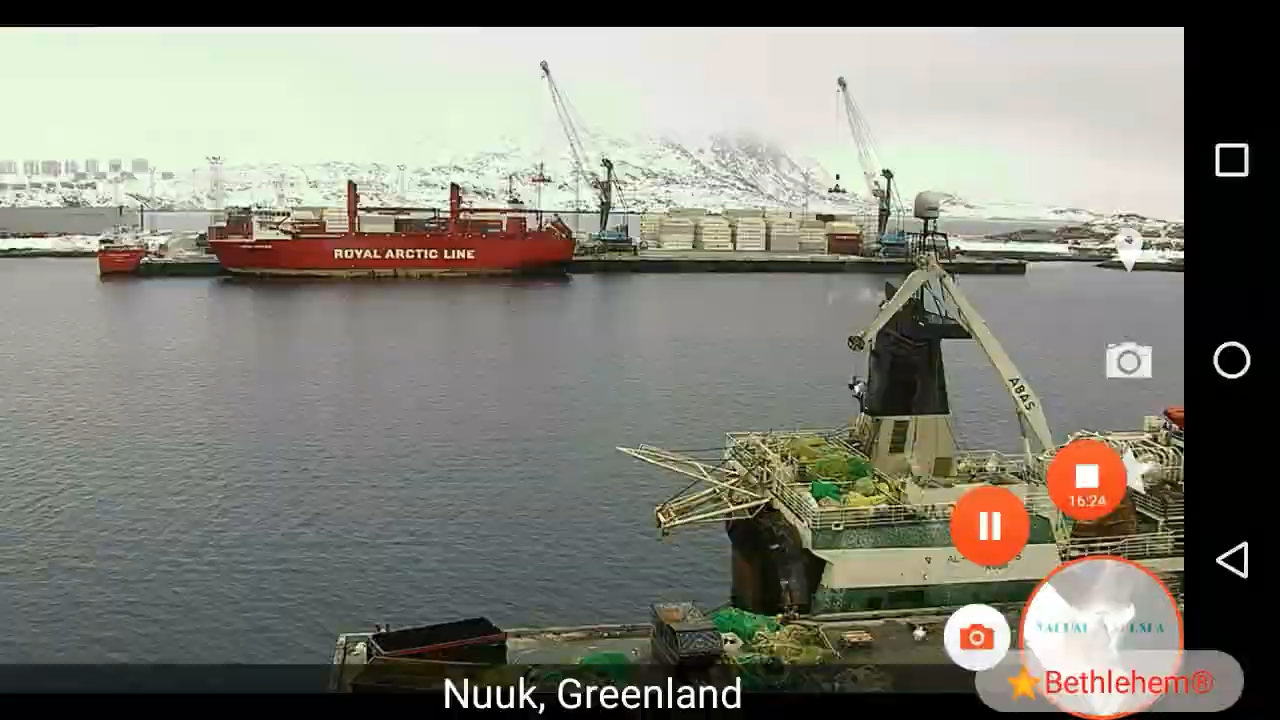 ROYAL ARCTIC LINE
ABAS
16:24
Nuuk, Greenland
Bethlehem®